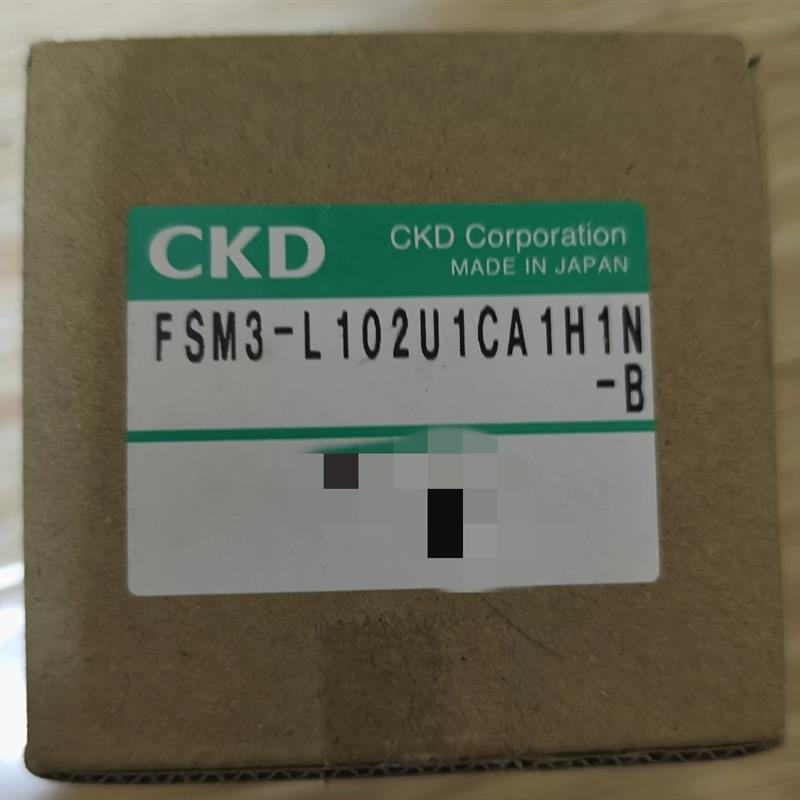 CKD
CKD Corporation
MADE IN JAPAN
FSM3-L102U1CA1H1N
-B